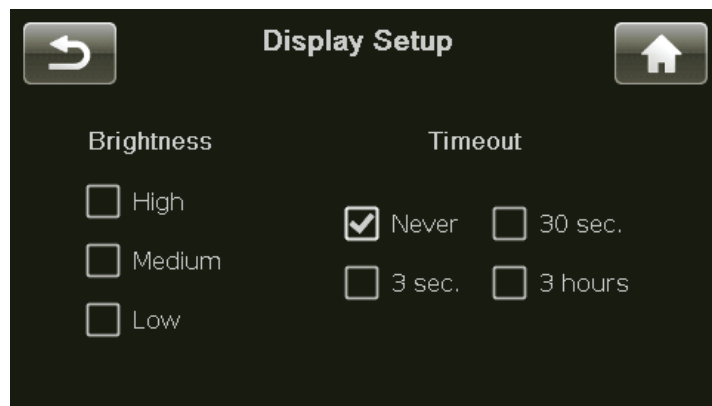 Display Setup
Brightness
High
Medium
Low
Timeout
Never
30 sec.
3 sec.
3 hours